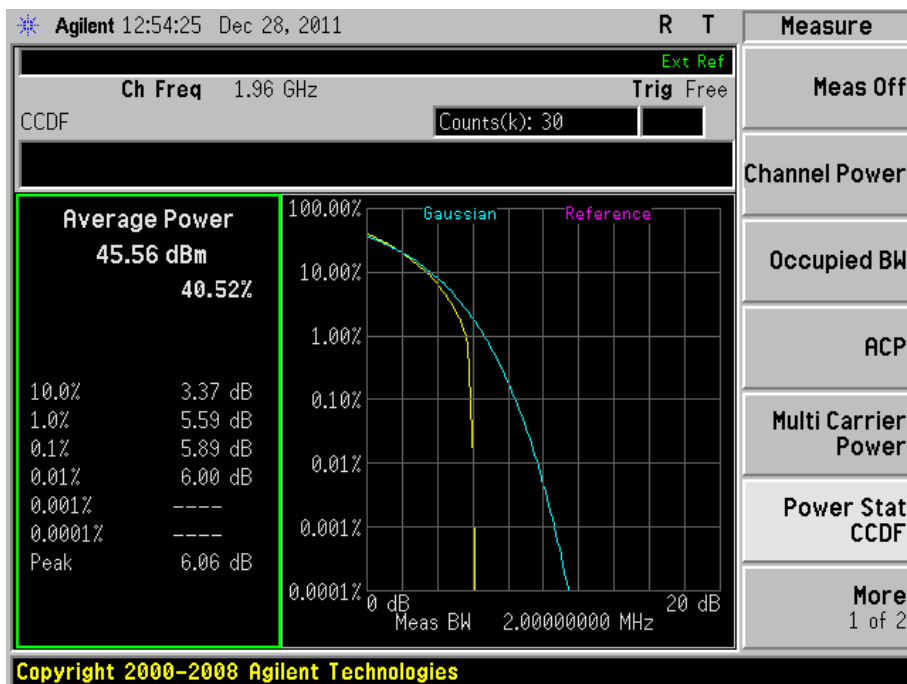 Agilent 12:54:25 Dec 28, 2011 R T
Ext Ref
Ch Freq 1.96 GHz Trig Free
CCDF Counts(k): 30
Average Power
45.56 dBm
40.52%
10.0% 3.37 dB
1.0% 5.59 dB
0.1% 5.89 dB
0.01% 6.00 dB
0.001% ----
0.0001% ----
Peak 6.06 dB
Gaussian Reference
100.00%
10.00%
1.00%
0.10%
0.01%
0.001%
0.0001%
0 dB 20 dB
Meas BW 2.00000000 MHz
Measure
Meas Off
Channel Power
Occupied BW
ACP
Multi Carrier
Power
Power Stat
CCDF
More
1 of 2
Copyright 2000-2008 Agilent Technologies